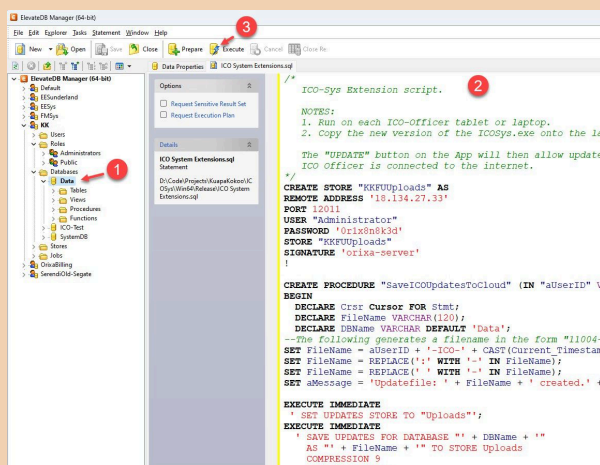 ElevateDB Manager (64-bit)
File Edit Explorer Tasks Statement Window Help
New Open Save Close Prepare Execute Cancel Close Re
3
Data Properties ICO System Extensions.sql
ElevateDB Manager (64-bit)
Default
EESunderland
EESys
FMSys
KK
Users
Roles
Administrators
Public
Databases
Data
1
Tables
Views
Procedures
Functions
ICO-Test
SystemDB
Stores
Jobs
OrixaBilling
SerendiOld-Segate
Options
Request Sensitive Result Set
Request Execution Plan
Details
ICO System Extensions.sql
Statement
D:\Code\Projects\KuapaKokoo\IC
OSys\Win64\Release\ICO System
Extensions.sql
2
/*
ICO-Sys Extension script.
NOTES:
1. Run on each ICO-Officer tablet or laptop.
2. Copy the new version of the ICOSys.exe onto the la
The "UPDATE" button on the App will then allow update
ICO Officer is connected to the internet.
*/
CREATE STORE "KKFUUploads" AS
REMOTE ADDRESS '18.134.27.33'
PORT 12011
USER "Administrator"
PASSWORD '0r1x8n8k3d'
STORE "KKFUUploads"
SIGNATURE 'orixa-server'
!
CREATE PROCEDURE "SaveICOUpdatesToCloud" (IN "aUserID" V
BEGIN
DECLARE Crsr Cursor FOR Stmt;
DECLARE FileName VARCHAR(120);
DECLARE DBName VARCHAR DEFAULT 'Data';
--The following generates a filename in the form "11004-
SET FileName = aUserID + '-ICO-' + CAST(Current_Timestam
SET FileName = REPLACE(':' WITH '-' IN FileName);
SET FileName = REPLACE(' ' WITH '-' IN FileName);
SET aMessage = 'Updatefile: ' + FileName + ' created.' +
EXECUTE IMMEDIATE
' SET UPDATES STORE TO "Uploads"';
EXECUTE IMMEDIATE
' SAVE UPDATES FOR DATABASE "' + DBName + '"
AS "' + FileName + '" TO STORE Uploads
COMPRESSION 9